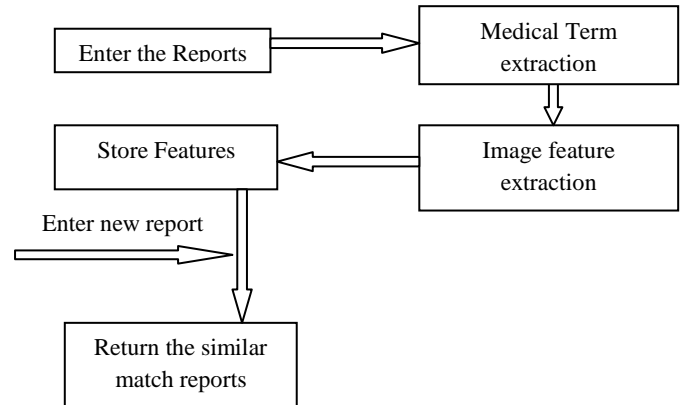 Enter the Reports
Medical Term
extraction
Store Features
Image feature
extraction
Enter new report
Return the similar
match reports